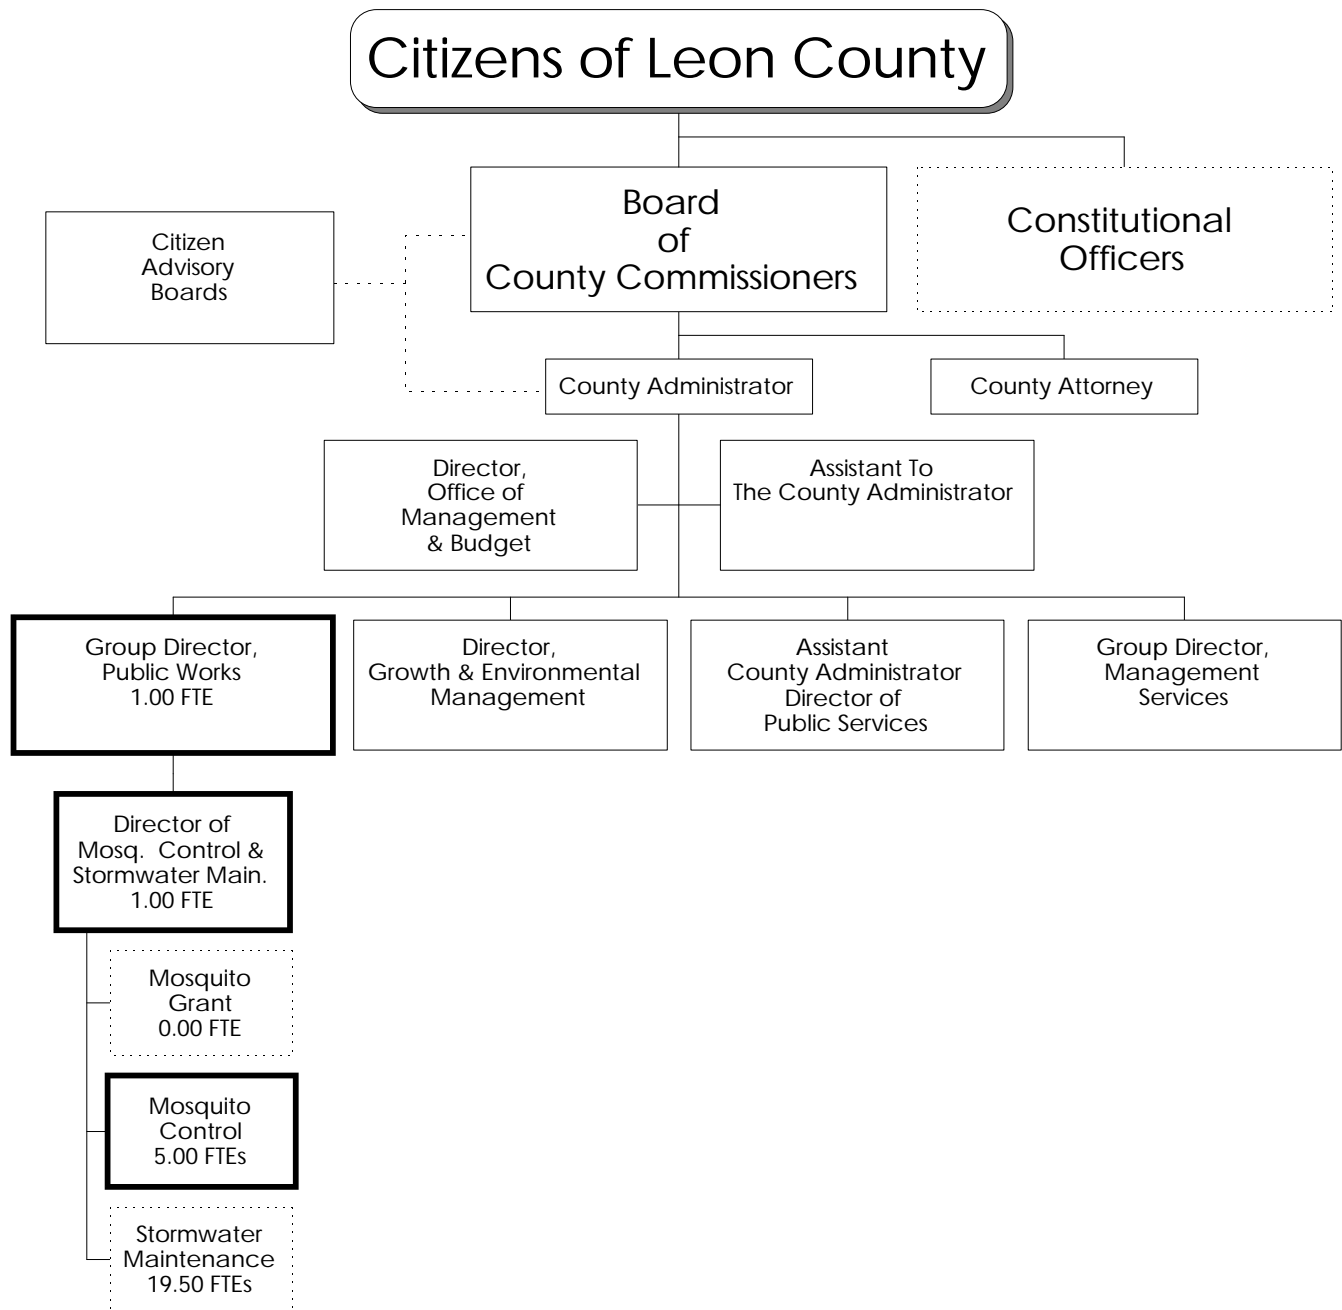 Citizens of Leon County
Board
of
County Commissioners
Constitutional
Officers
Citizen
Advisory
Boards
County Administrator
County Attorney
Director,
Office of
Management
& Budget
Assistant To
The County Administrator
Group Director,
Public Works
1.00 FTE
Director,
Growth & Environmental
Management
Assistant
County Administrator
Director of
Public Services
Group Director,
Management
Services
Director of
Mosq. Control &
Stormwater Main.
1.00 FTE
Mosquito
Grant
0.00 FTE
Mosquito
Control
5.00 FTEs
Stormwater
Maintenance
19.50 FTEs